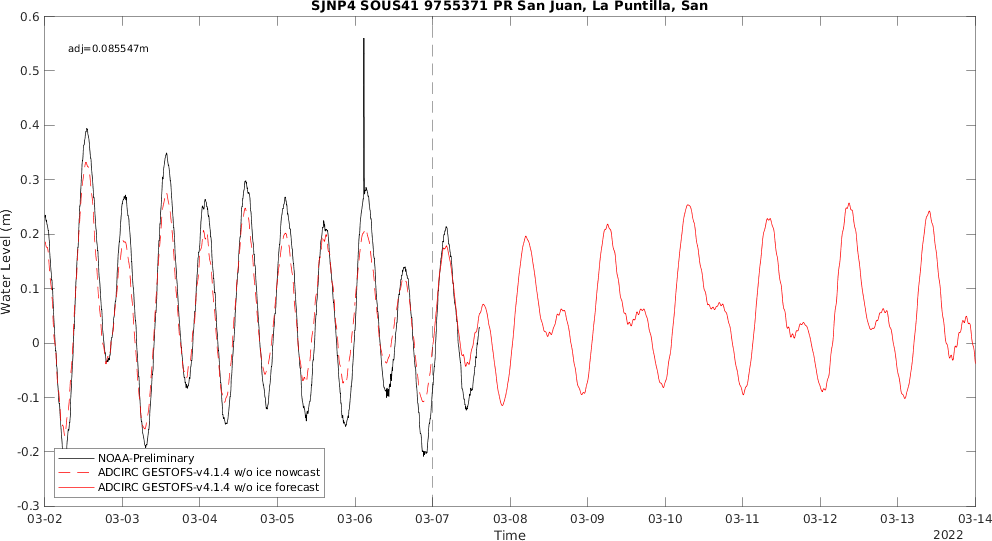 SJNP4 SOUS41 9755371 PR San Juan, La Puntilla, San
adj=0.085547m
0.6
0.5
0.4
0.3
0.2
0.1
0
-0.1
-0.2
-0.3
Water Level (m)
NOAA-Preliminary
ADCIRC GESTOFS-v4.1.4 w/o ice nowcast
ADCIRC GESTOFS-v4.1.4 w/o ice forecast
03-02 03-03 03-04 03-05 03-06 03-07 03-08 03-09 03-10 03-11 03-12 03-13 03-14
Time
2022